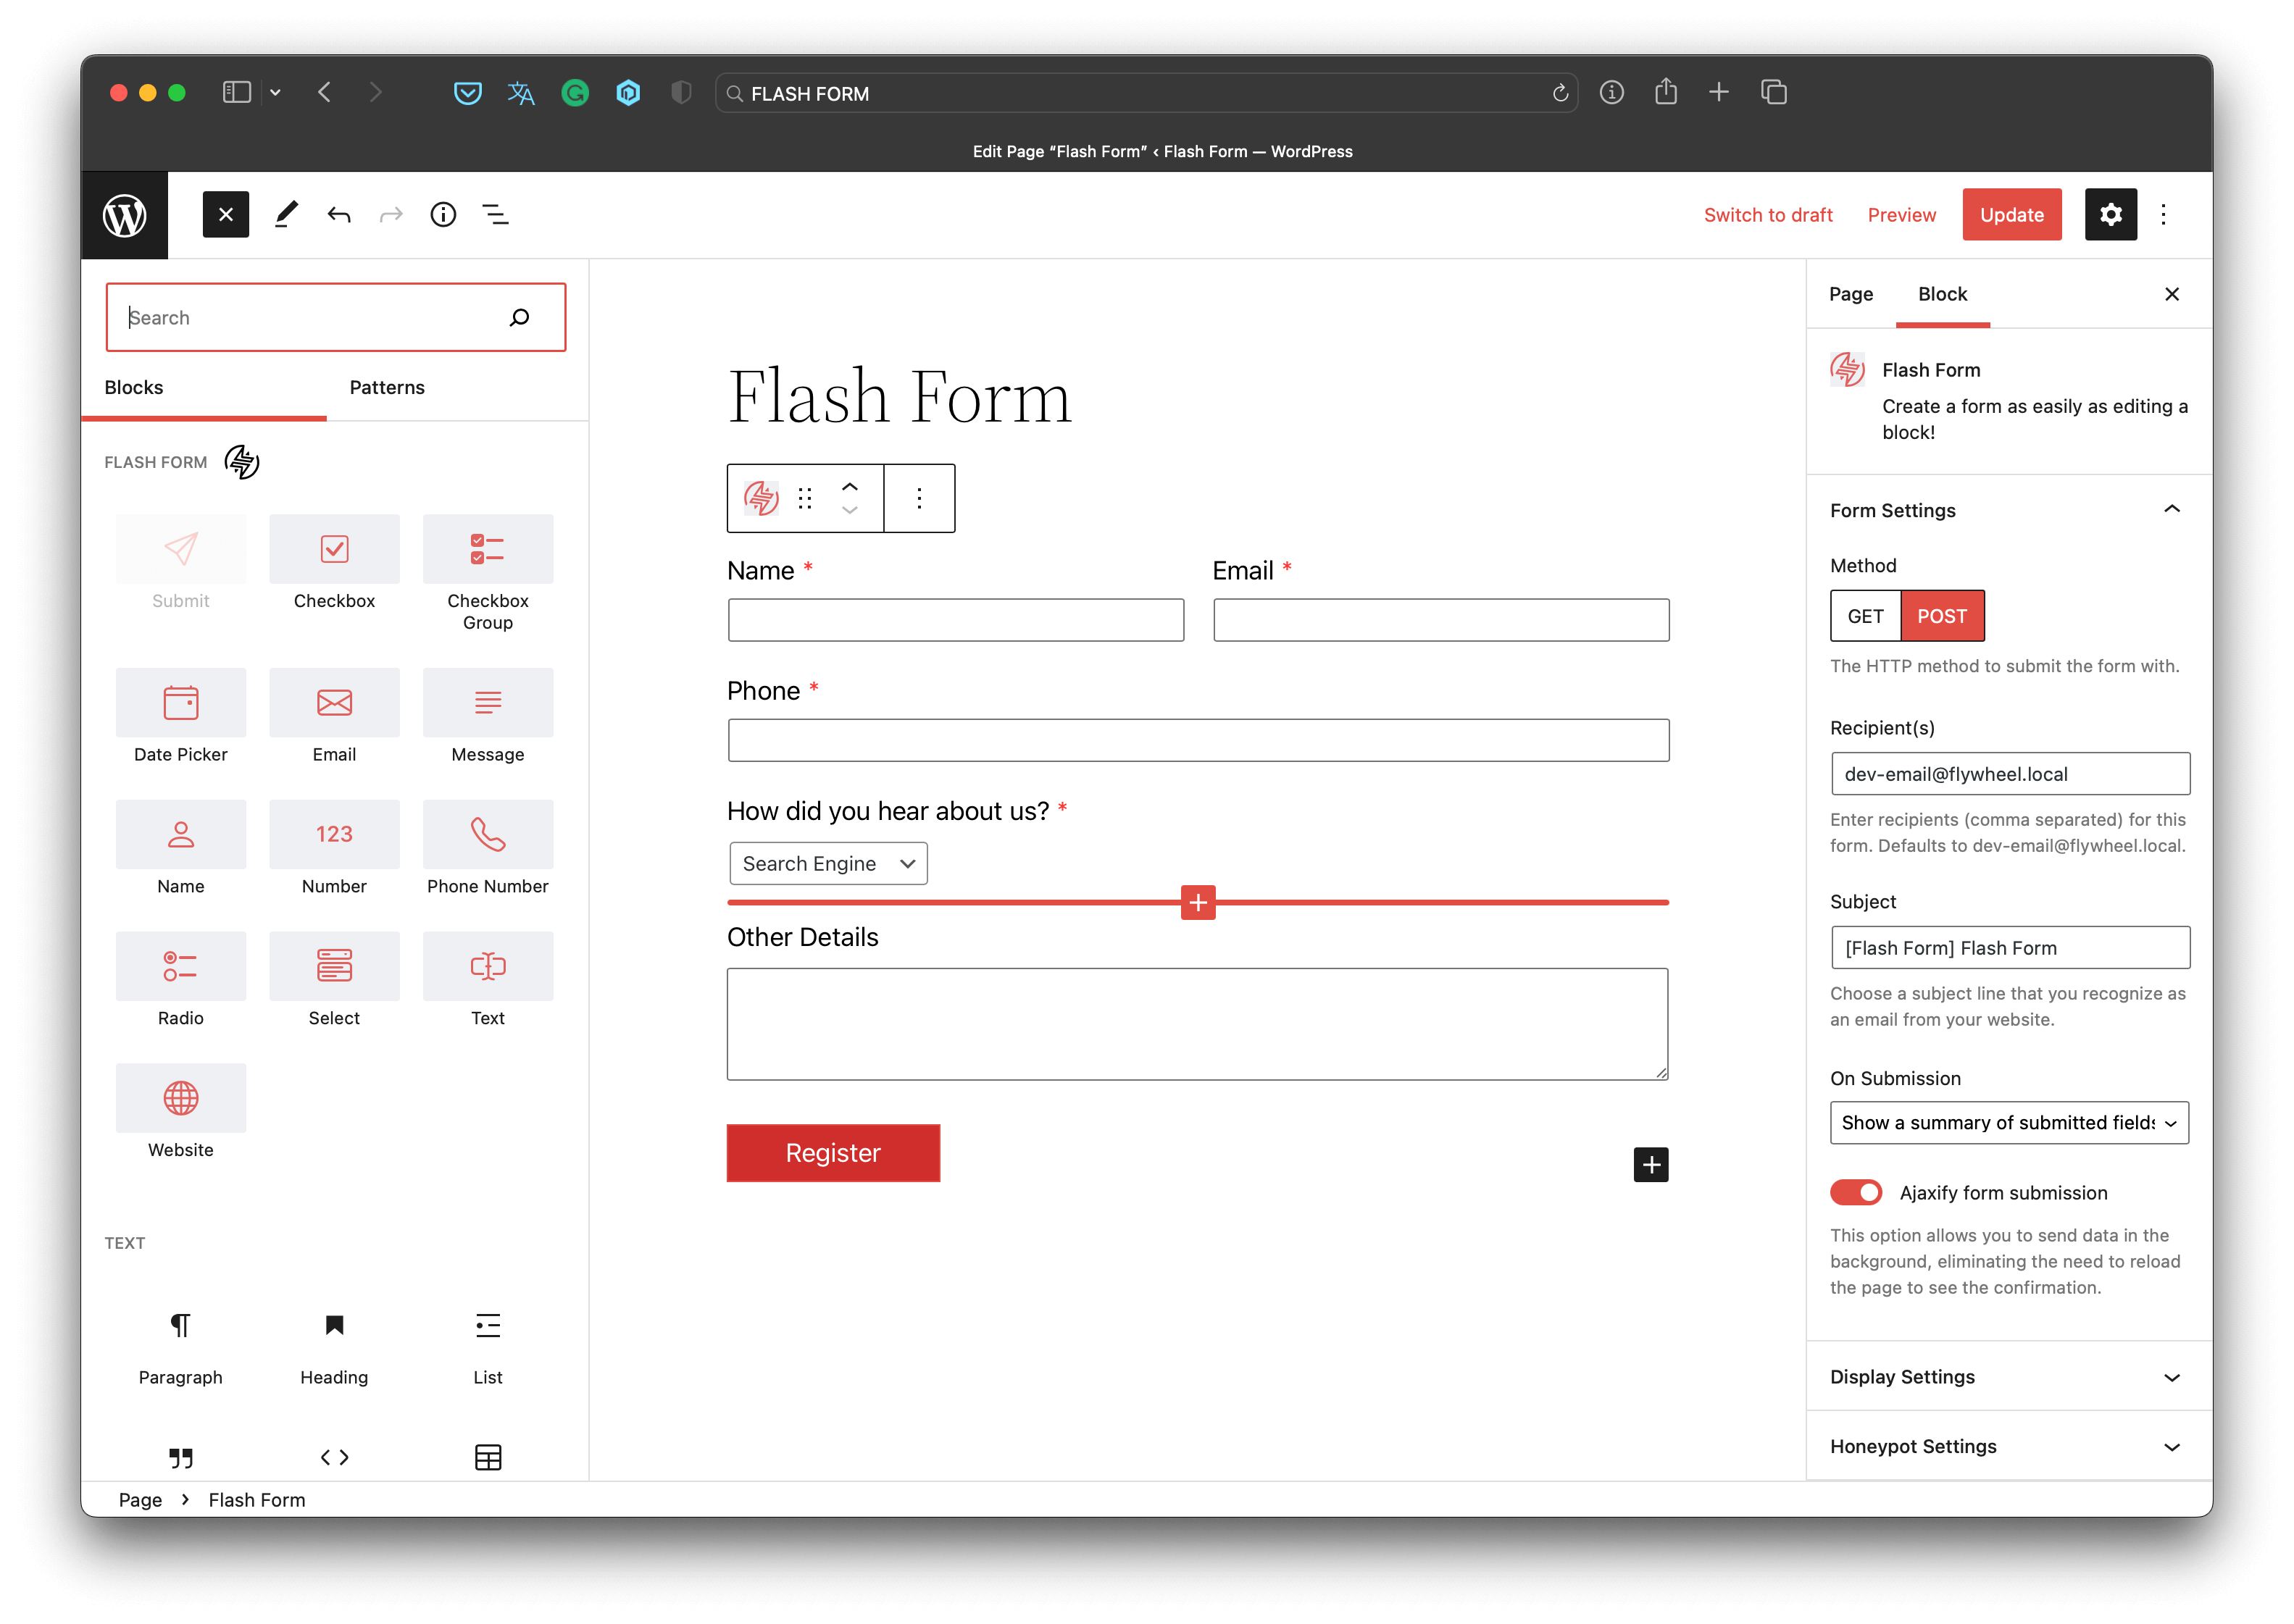 FLASH FORM
Edit Page “Flash Form” ‹ Flash Form — WordPress
Switch to draft
Preview
Update
Search
Blocks
Patterns
FLASH FORM
Submit
Checkbox
Checkbox
Group
Date Picker
Email
Message
Name
123
Number
Phone Number
Radio
Select
Text
Website
TEXT
Paragraph
Heading
List
Flash Form
Name *
Email *
Phone *
How did you hear about us? *
Search Engine
Other Details
Register
Page
Block
Flash Form
Create a form as easily as editing a
block!
Form Settings
Method
GET
POST
The HTTP method to submit the form with.
Recipient(s)
dev-email@flywheel.local
Enter recipients (comma separated) for this
form. Defaults to dev-email@flywheel.local.
Subject
[Flash Form] Flash Form
Choose a subject line that you recognize as
an email from your website.
On Submission
Show a summary of submitted fields
Ajaxify form submission
This option allows you to send data in the
background, eliminating the need to reload
the page to see the confirmation.
Display Settings
Honeypot Settings
Page › Flash Form